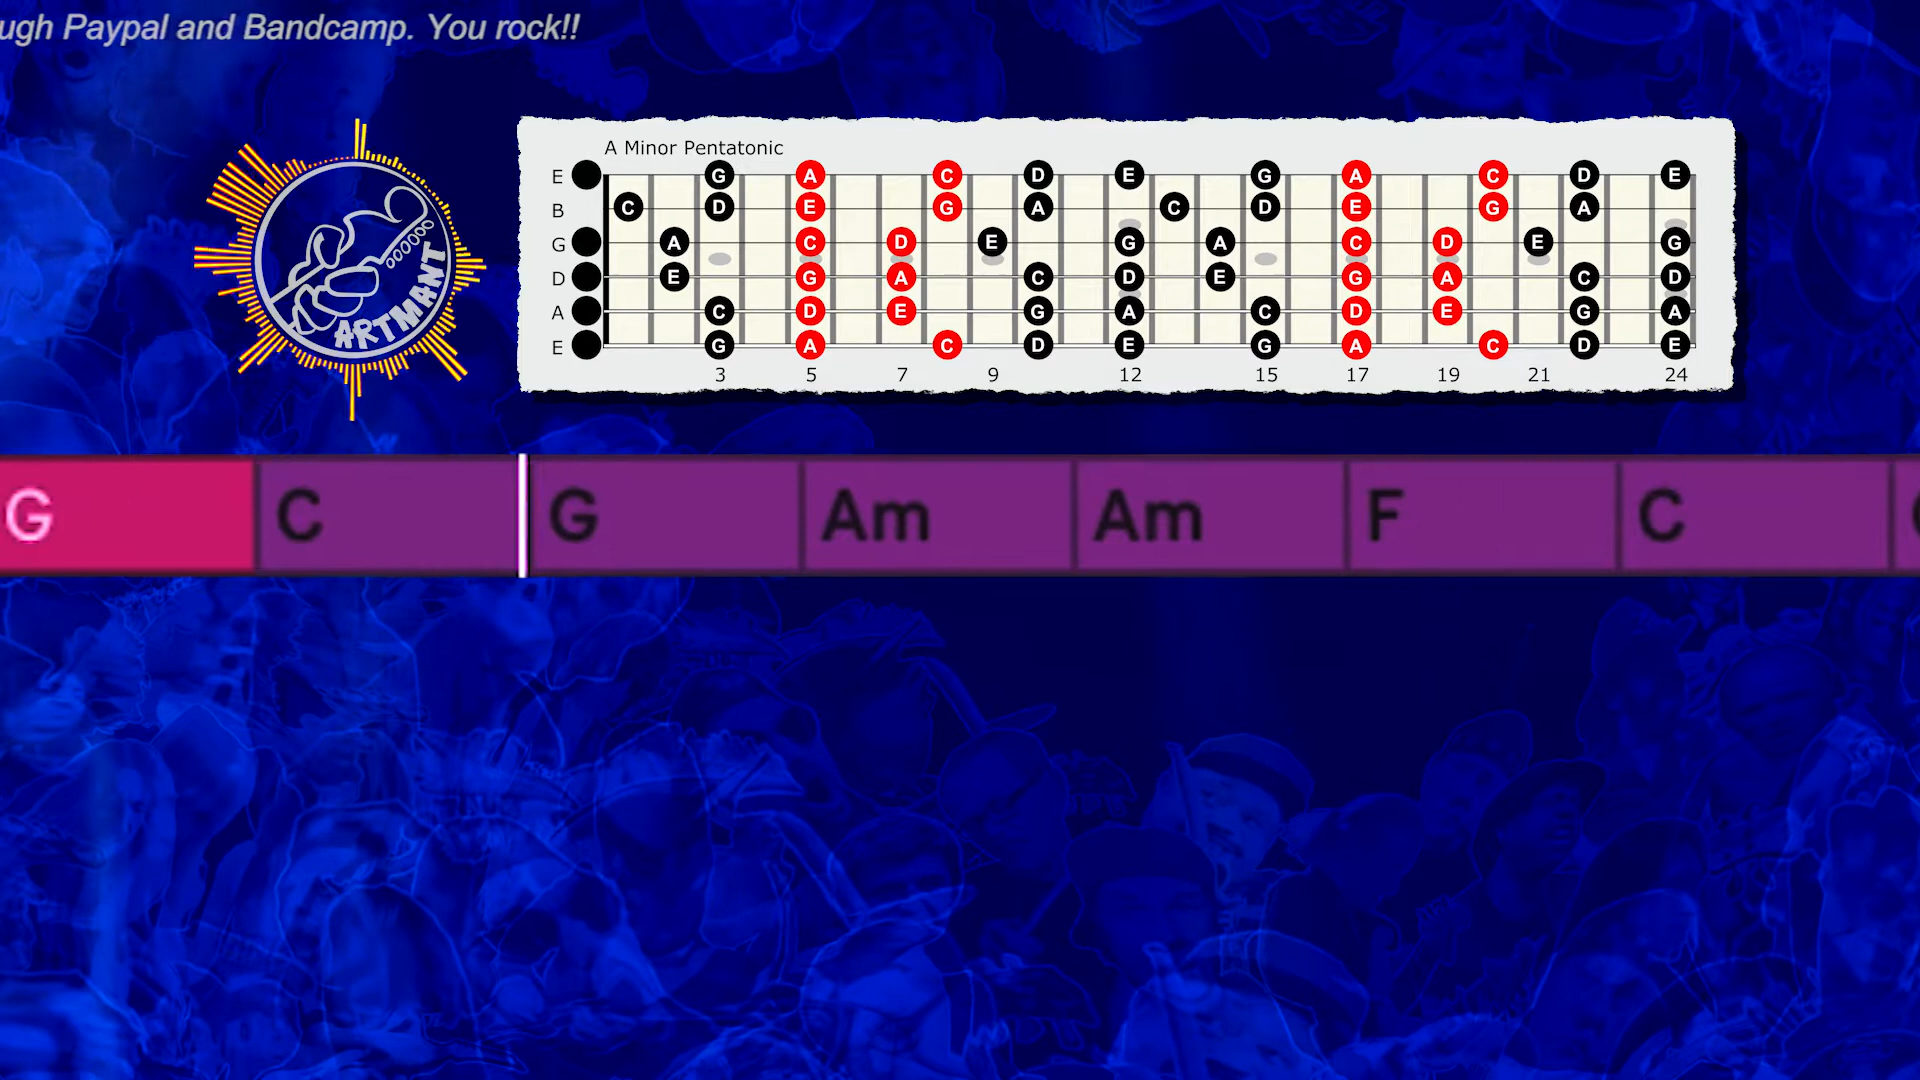 ugh Paypal and Bandcamp. You rock!!
ARTMANT
A Minor Pentatonic
E G A C D E G A C D E
B C D E G A C D E G A
G A C D E G A C D E G
D E G A C D E G A C D
A C D E G A C D E G A
E G A C D E G A C D E
3 5 7 9 12 15 17 19 21 24
G C G Am Am F C